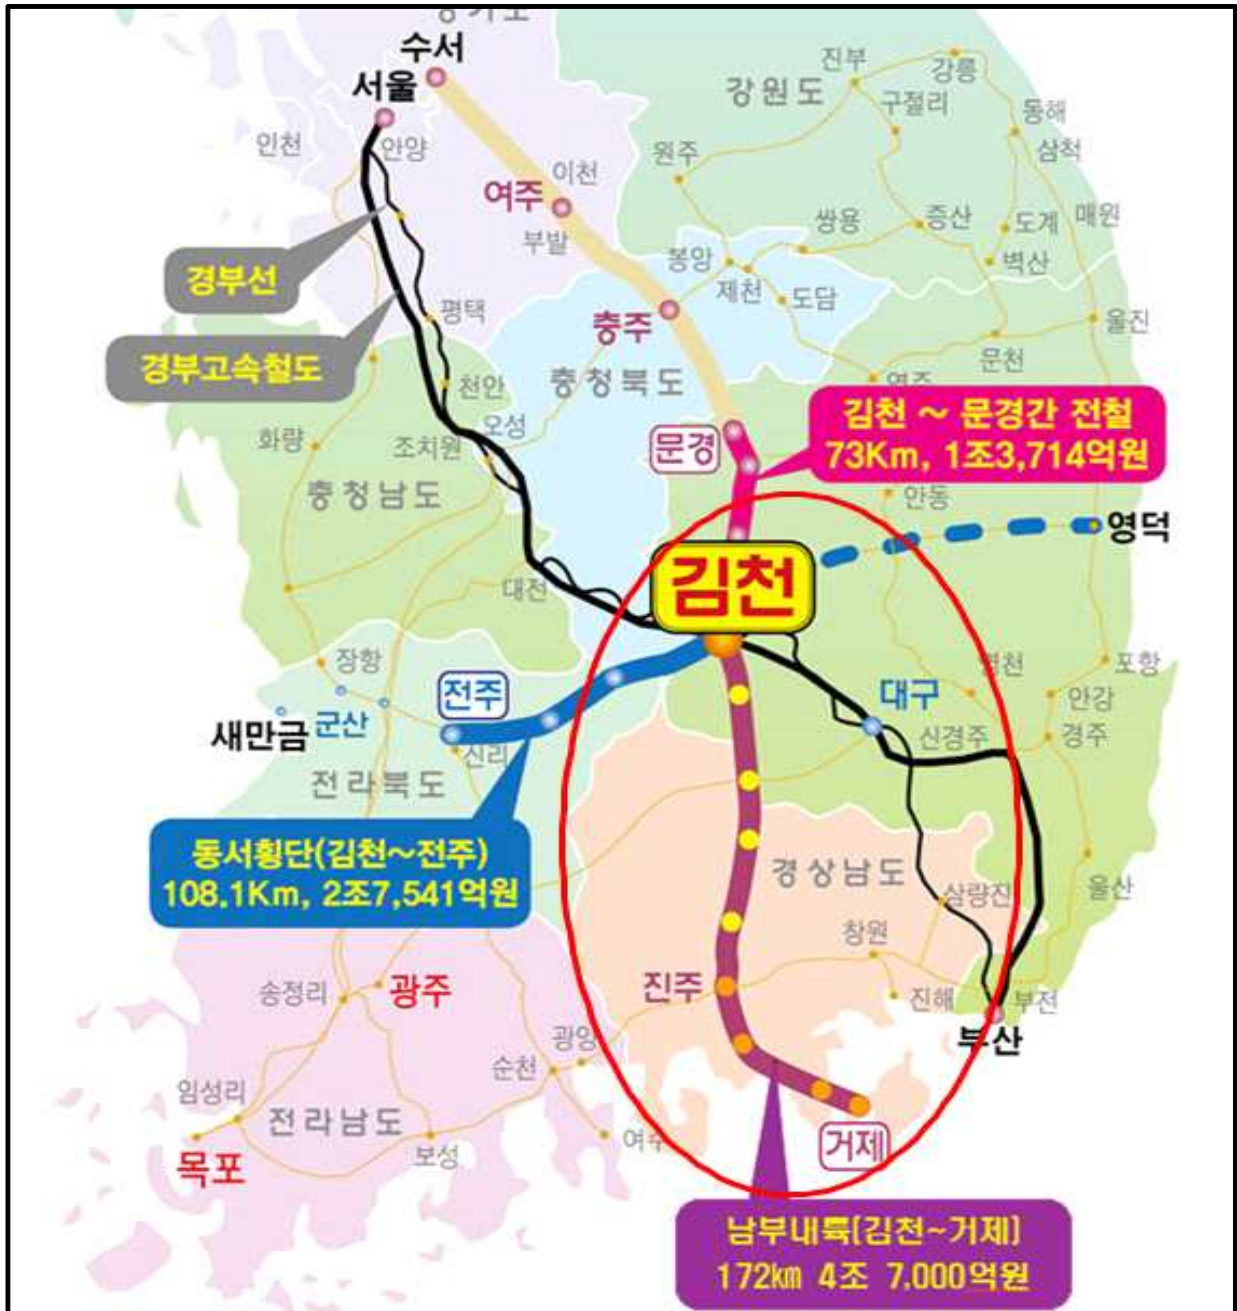 수서
서울
강원도
진부
강릉
구절리
동해
삼척
인천
안양
원주
이천
여주
부발
쌍용
증산
도계
매원
봉양
벽산
제천
도담
경부선
평택
충주
울진
문천
경부고속철도
충청북도
천안
김천 ~ 문경간 전철
73Km, 1조3,714억원
오성
화량
조치원
문경
충청남도
안동
영덕
김천
대전
장항
포항
전주
대구
안강
새만금
군산
신경주
경주
신리
전라북도
동서횡단(김천~전주)
108.1Km, 2조7,541억원
경상남도
울산
삼량진
창원
진주
송정리
광주
진해
부전
부산
광양
순천
임성리
전라남도
보성
목포
거제
남부내륙[김천~거제]
172km 4조 7,000억원